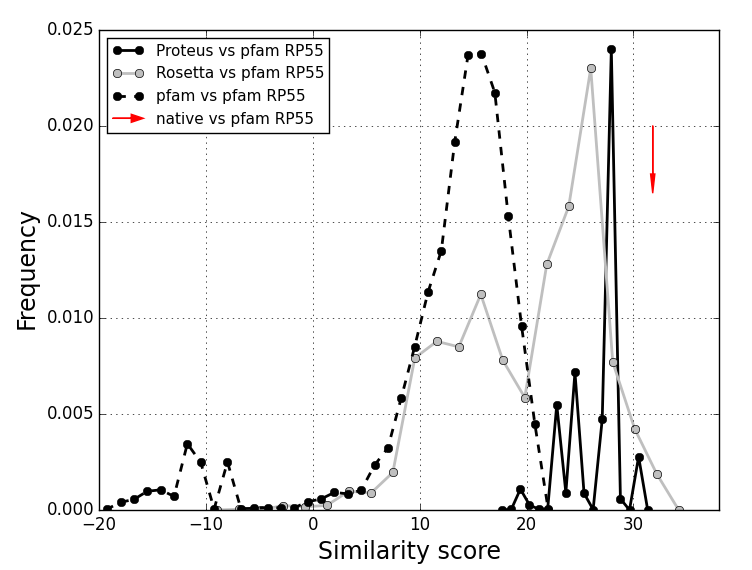 0.025
0.020
0.015
0.010
0.005
0.000
−20
−10
0
10
20
30
Frequency
Similarity score
Proteus vs pfam RP55
Rosetta vs pfam RP55
pfam vs pfam RP55
native vs pfam RP55